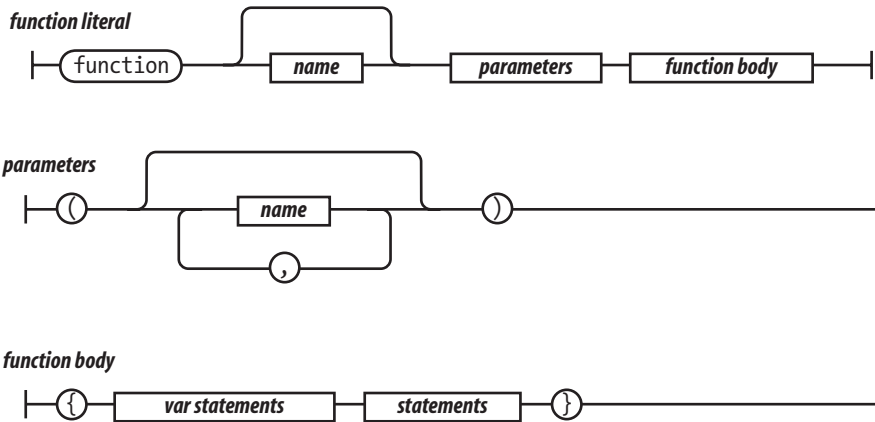 function literal
function name parameters function body
parameters
( name )
,
function body
{ var statements statements }